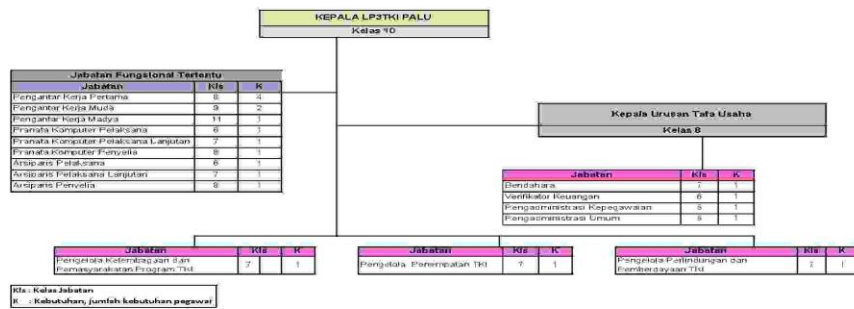 KEPALA LP3TKI PALU
Kelas 10
Jabatan Fungsional Tertentu
Jabatan Kls K
Pengantar Kerja Pertama 8 4
Pengantar Kerja Muda 9 2
Pengantar Kerja Madya 11 1
Pranata Komputer Pelaksana 6 1
Pranata Komputer Pelaksana Lanjutan 7 1
Pranata Komputer Penyelia 8 1
Arsiparis Pelaksana 6 1
Arsiparis Pelaksana Lanjutan 7 1
Arsiparis Penyelia 8 1
Kepala Urusan Tata Usaha
Kelas 8
Jabatan Kls K
Bendahara 7 1
Verifikator Keuangan 6 1
Pengadministrasi Kepegawaian 5 1
Pengadministrasi Umum 5 1
Jabatan Kls K
Pengelola Kelembagaan dan
Pemasyarakatan Program TKI 7 1
Jabatan Kls K
Pengelola Penempatan TKI 7 1
Jabatan Kls K
Pengelola Perlindungan dan
Pemberdayaan TKI 7 1
Kls : Kelas Jabatan
K : Kebutuhan, jumlah kebutuhan pegawai